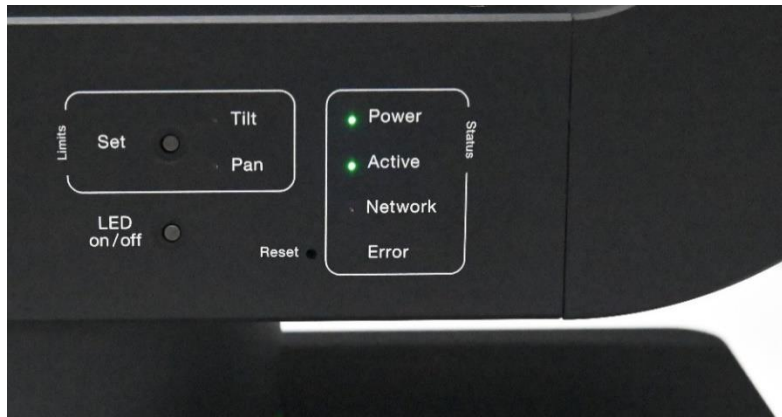 Limits
Set
Tilt
Pan
LED
on/off
Reset
Power
Active
Network
Error
Status